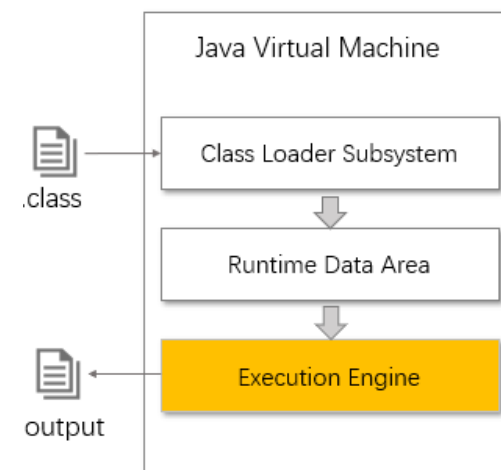 Java Virtual Machine
Class Loader Subsystem
.class
Runtime Data Area
Execution Engine
output